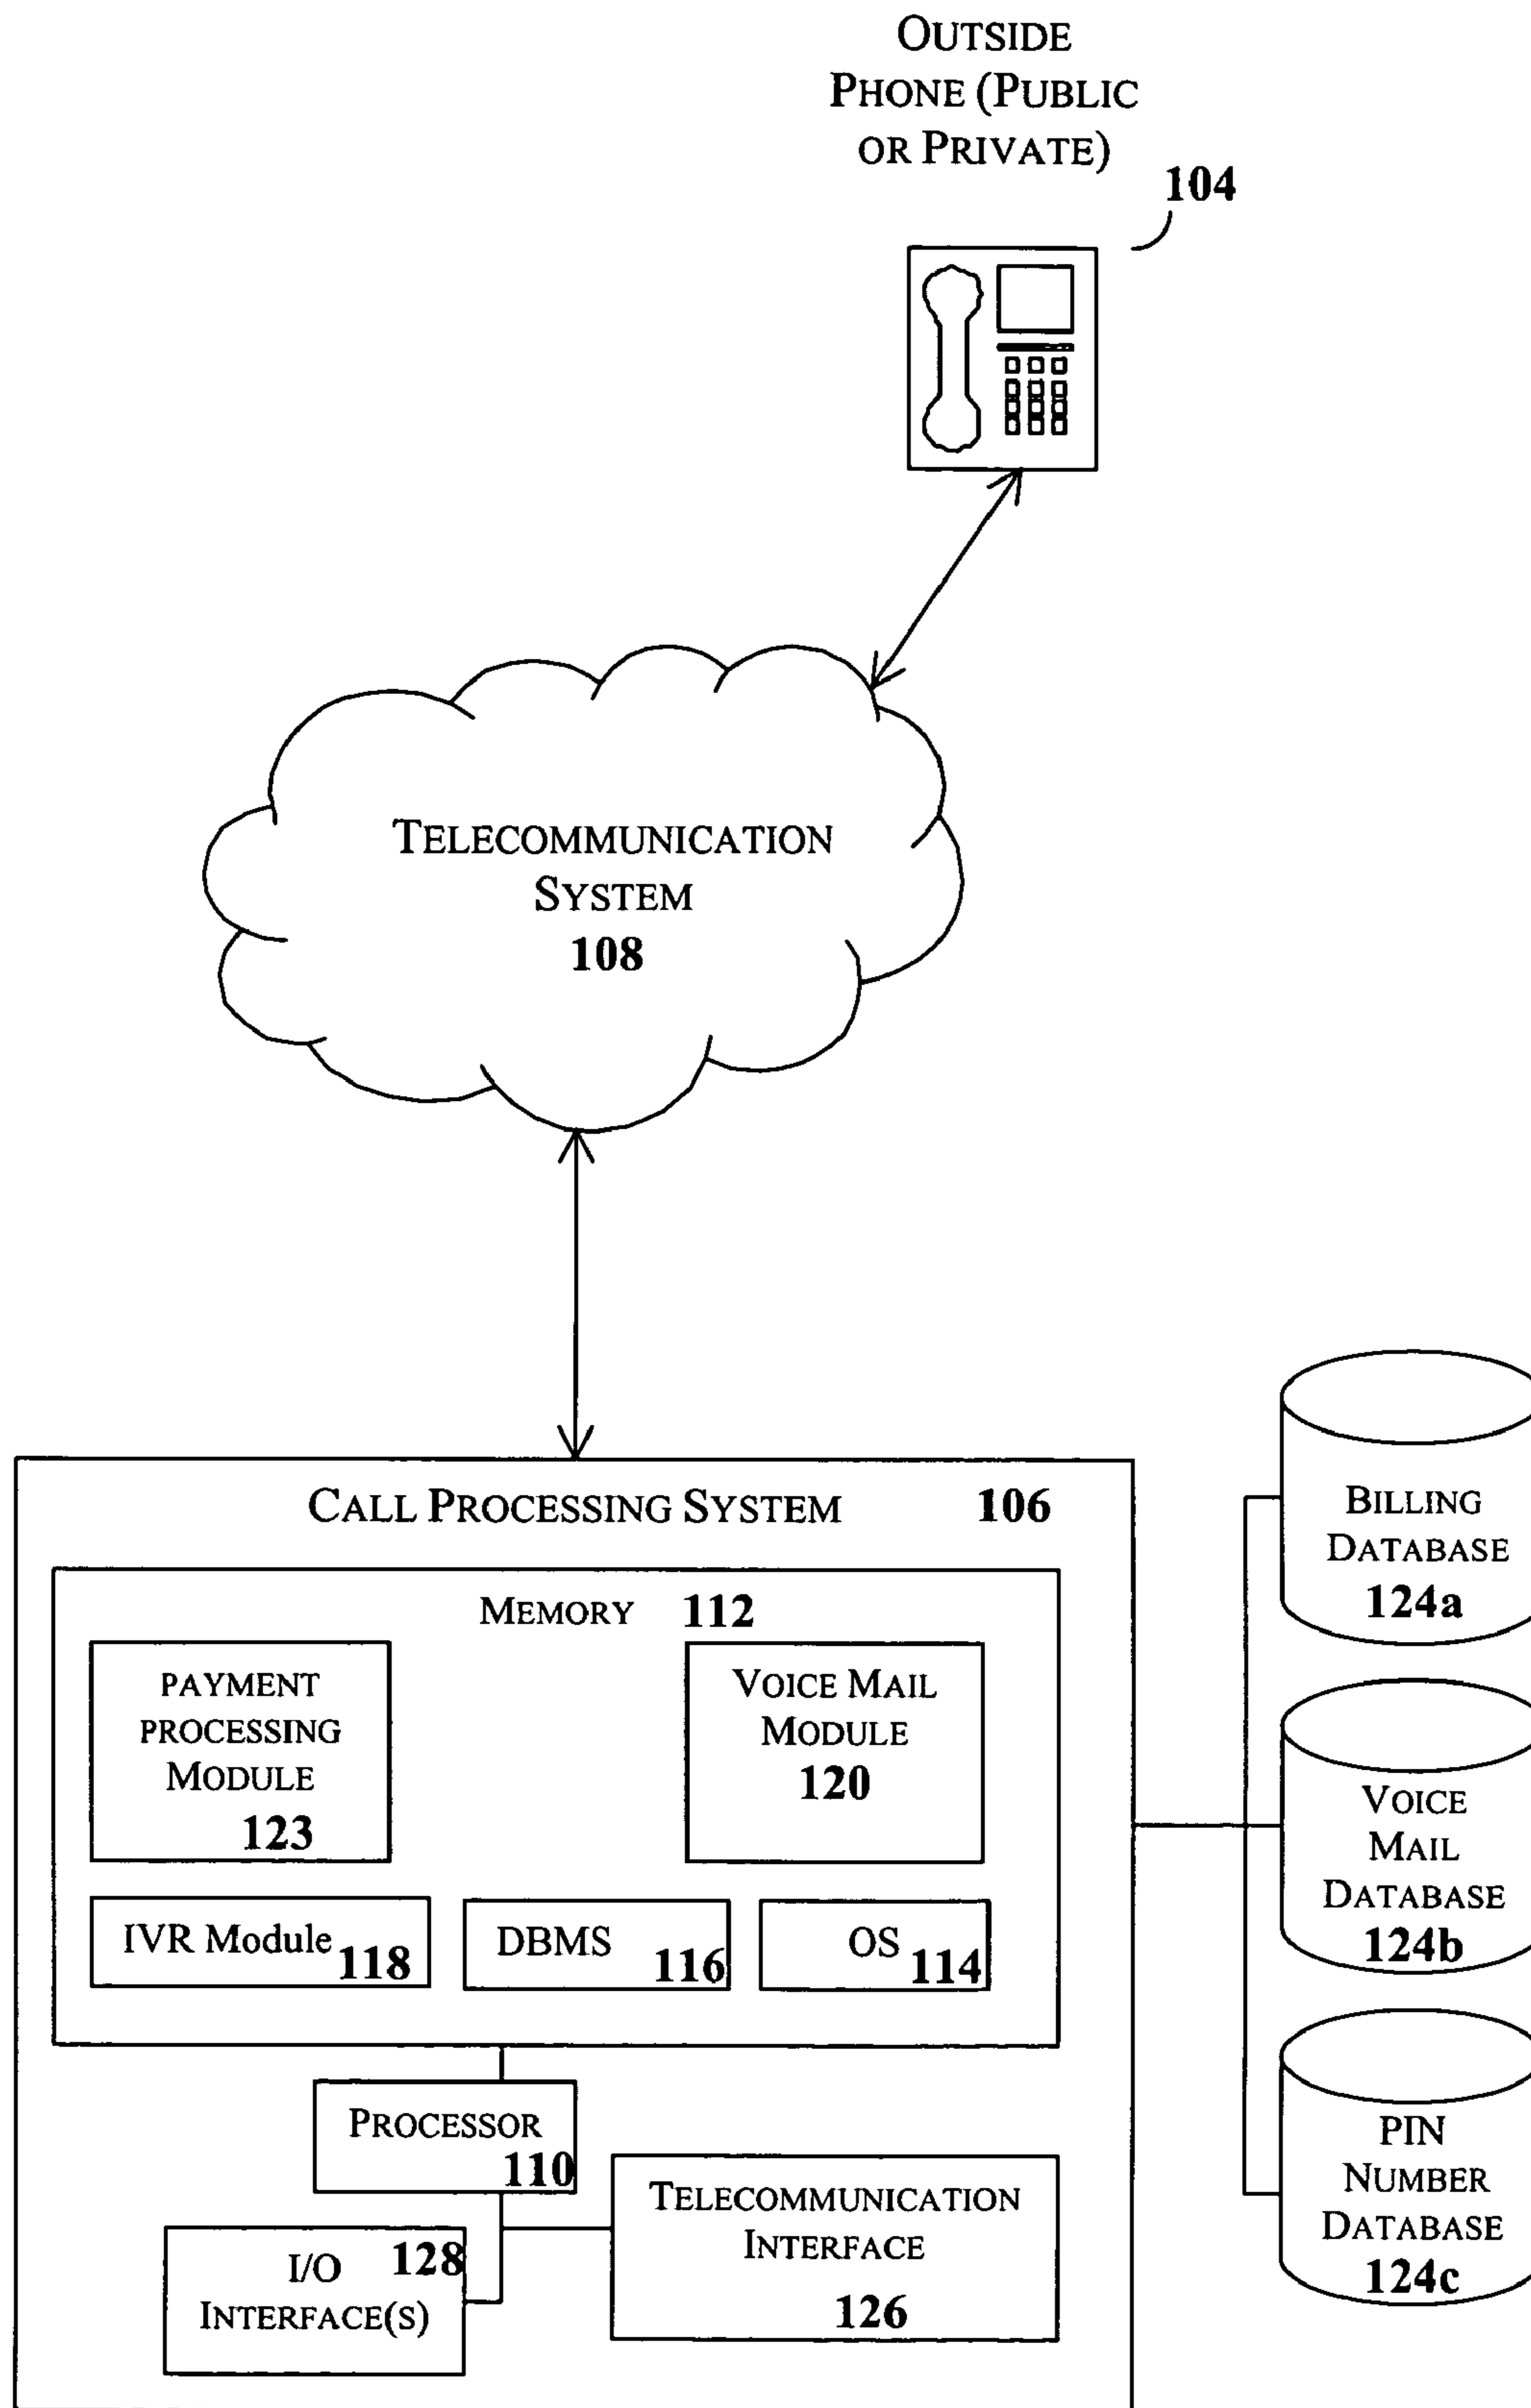 OUTSIDE
PHONE (PUBLIC
OR PRIVATE)
104
TELECOMMUNICATION
SYSTEM
108
CALL PROCESSING SYSTEM 106
MEMORY 112
PAYMENT
PROCESSING
MODULE
123
VOICE MAIL
MODULE
120
IVR Module 118
DBMS 116
OS 114
PROCESSOR
110
TELECOMMUNICATION
INTERFACE
126
I/O 128
INTERFACE(S)
BILLING
DATABASE
124a
VOICE
MAIL
DATABASE
124b
PIN
NUMBER
DATABASE
124c